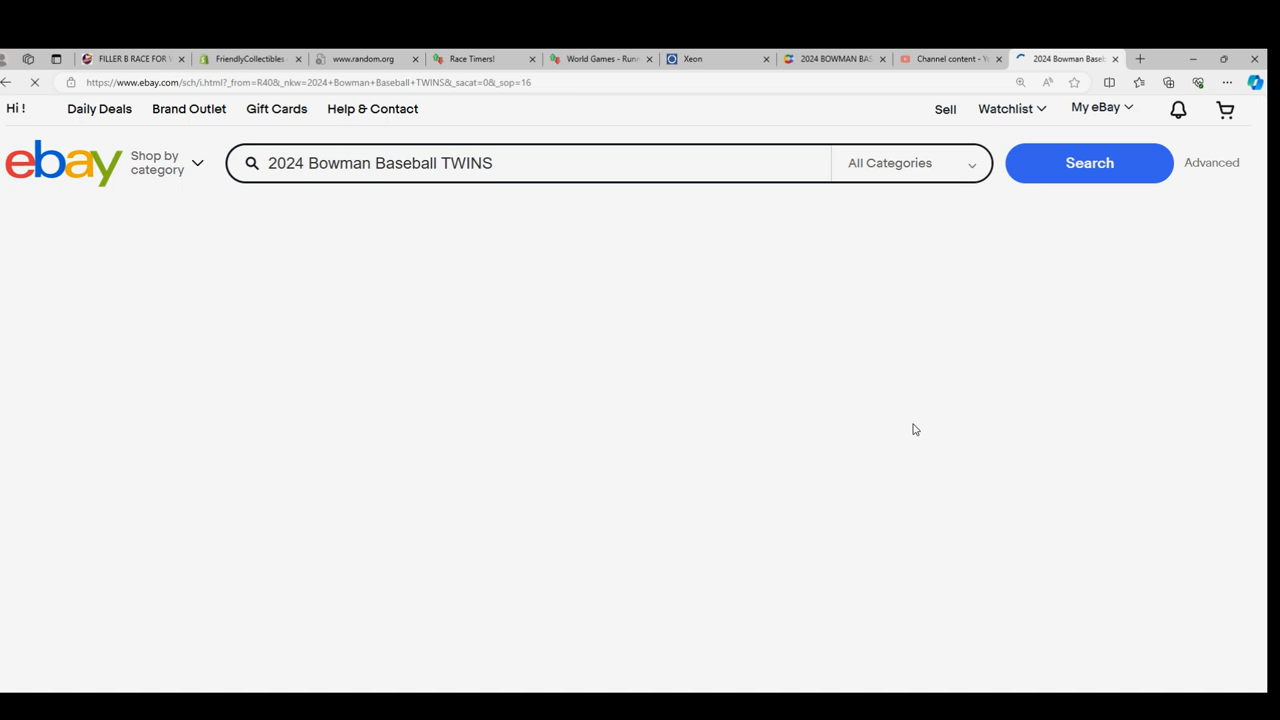 FILLER B RACE FOR
FriendlyCollectibles
www.random.org
Race Timers!
World Games - Runn
Xeon
2024 BOWMAN BAS
Channel content - Y
2024 Bowman Baseb
https://www.ebay.com/sch/i.html?_from=R40&_nkw=2024+Bowman+Baseball+TWINS&_sacat=0&_sop=16
Hi !
Daily Deals
Brand Outlet
Gift Cards
Help & Contact
Sell
Watchlist
My eBay
ebay
Shop by
category
2024 Bowman Baseball TWINS
All Categories
Search
Advanced